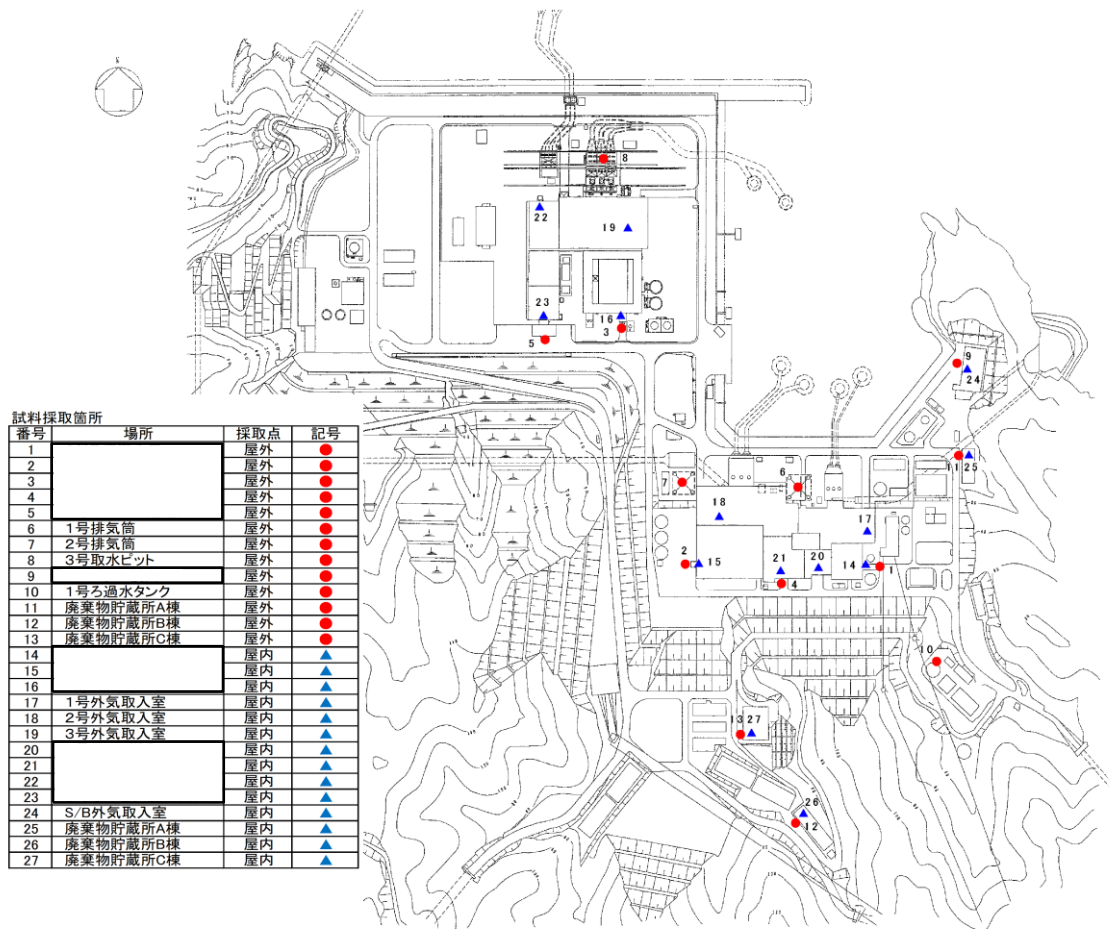 N
8
22
19
23
16
3
5
9
24
11
25
6
7
18
17
2
15
21
20
14
1
4
10
13
27
26
12
試料採取箇所
番号 場所 採取点 記号
1 屋外
2 屋外
3 屋外
4 屋外
5 屋外
6 1号排気筒 屋外
7 2号排気筒 屋外
8 3号取水ピット 屋外
9 屋外
10 1号ろ過水タンク 屋外
11 廃棄物貯蔵所A棟 屋外
12 廃棄物貯蔵所B棟 屋外
13 廃棄物貯蔵所C棟 屋外
14 屋内
15 屋内
16 屋内
17 1号外気取入室 屋内
18 2号外気取入室 屋内
19 3号外気取入室 屋内
20 屋内
21 屋内
22 屋内
23 屋内
24 S/B外気取入室 屋内
25 廃棄物貯蔵所A棟 屋内
26 廃棄物貯蔵所B棟 屋内
27 廃棄物貯蔵所C棟 屋内